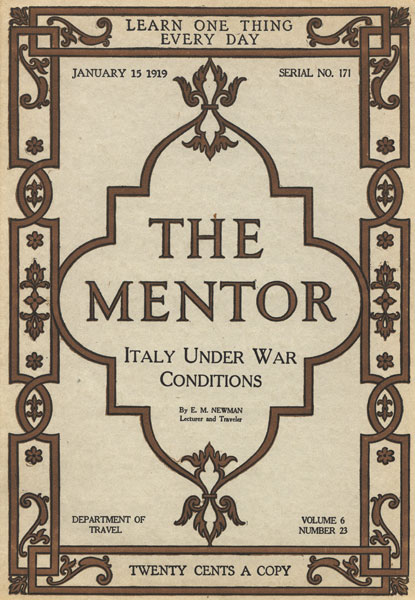 LEARN ONE THING
EVERY DAY
JANUARY 15 1919
SERIAL NO. 171
THE
MENTOR
ITALY UNDER WAR
CONDITIONS
By E. M. NEWMAN
Lecturer and Traveler
DEPARTMENT OF
TRAVEL
VOLUME 6
NUMBER 23
TWENTY CENTS A COPY